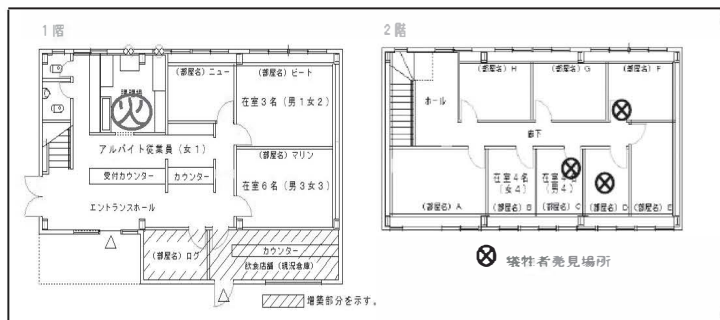 1階
2階
(部屋名)ニュー
(部屋名)ビート
在室3名(男1女2)
火
アルバイト従業員(女1)
受付カウンター
カウンター
(部屋名)マリン
在室6名(男3女3)
エントランスホール
(部屋名)ログ
カウンター
飲食店舗(現況倉庫)
増築部分を示す。
(部屋名)H
(部屋名)G
(部屋名)F
ホール
廊下
在室4名
(女4)
(男4)
(部屋名)A
(部屋名)B
(部屋名)C
(部屋名)D
(部屋名)E
犠牲者発見場所